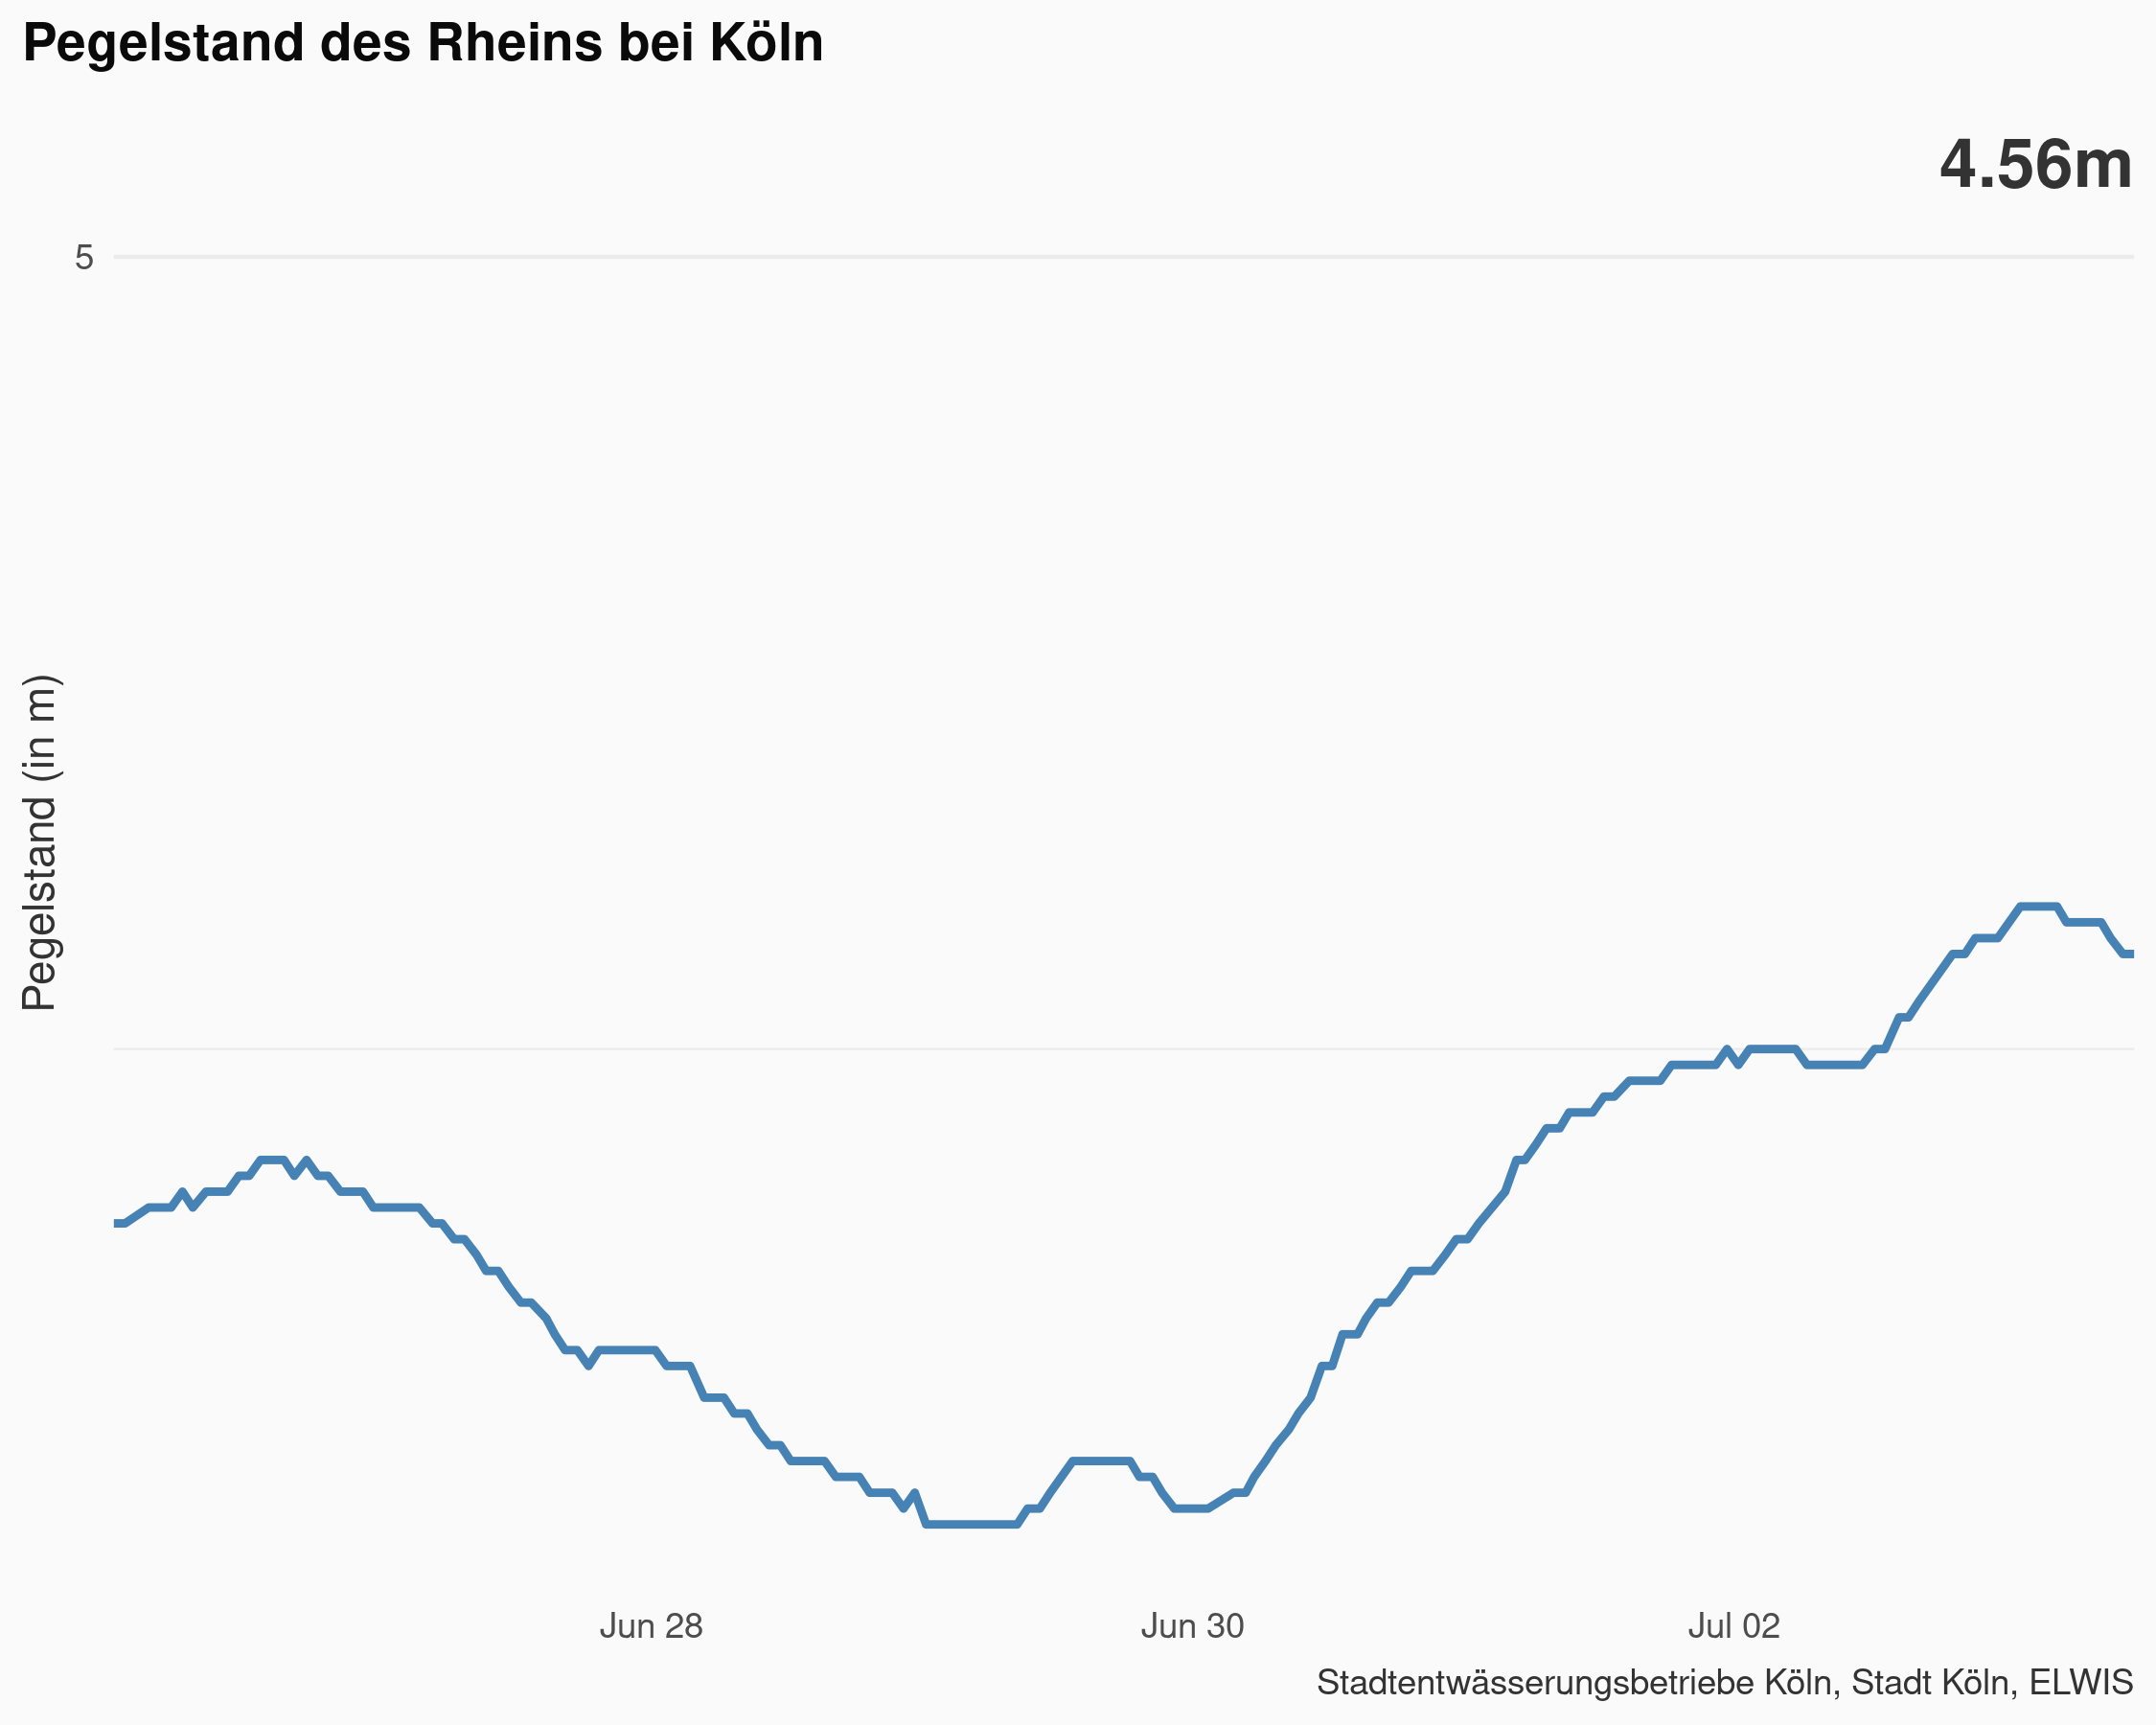 Pegelstand des Rheins bei Köln
4.56m
5
Pegelstand (in m)
Jun 28
Jun 30
Jul 02
Stadtentwässerungsbetriebe Köln, Stadt Köln, ELWIS